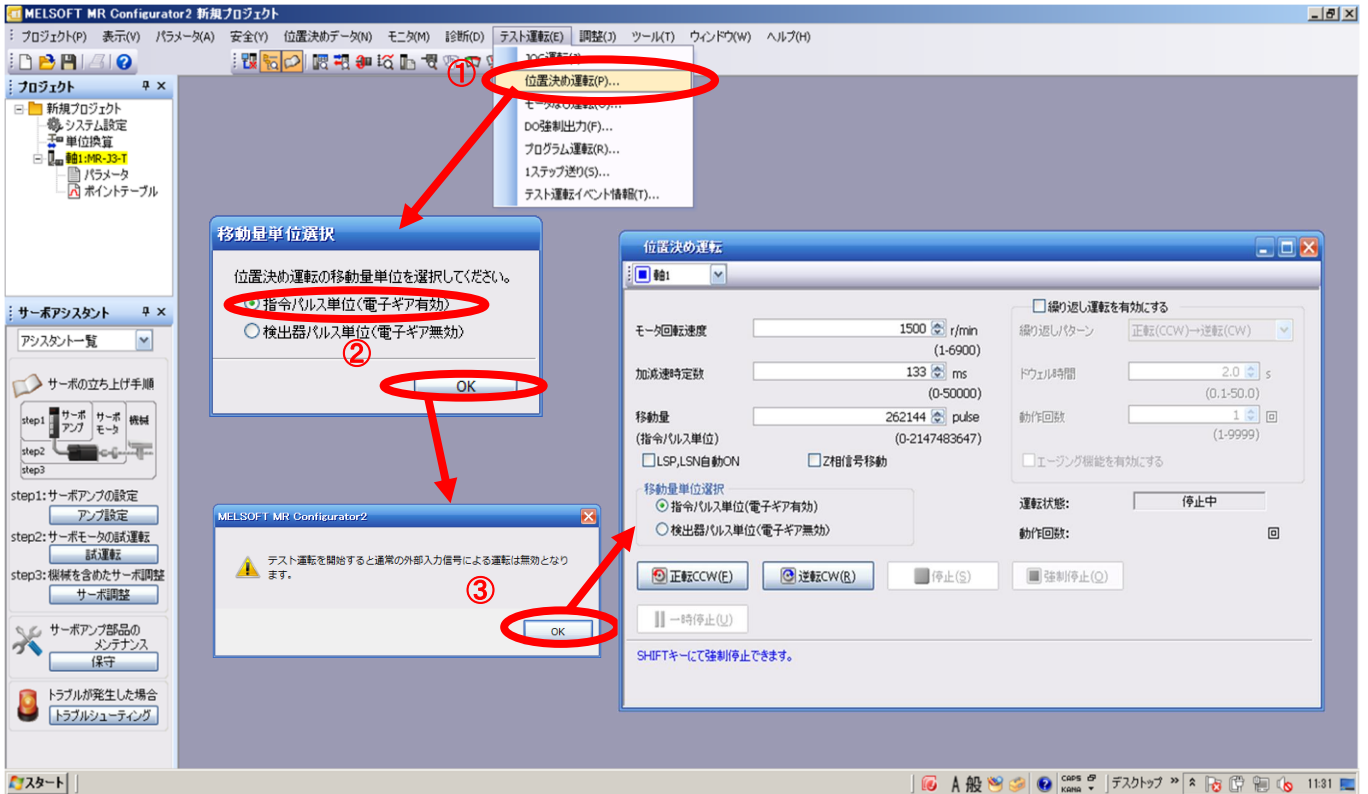 MELSOFT MR Configurator2 新規プロジェクト
プロジェクト(P) 表示(V) パラメータ(A) 安全(Y) 位置決めデータ(N) モニタ(M) 診断(D) テスト運転(E) 調整(J) ツール(T) ウィンドウ(W) ヘルプ(H)
①
位置決め運転(P)...
DO強制出力(F)...
プログラム運転(R)...
1ステップ送り(S)...
テスト運転イベント情報(T)...
プロジェクト
新規プロジェクト
システム設定
単位換算
軸1:MR-J3-T
パラメータ
ポイントテーブル
サーボアシスタント
アシスタント一覧
サーボの立ち上げ手順
step1
サーボアンプ
サーボモータ
機械
step2
step3
step1:サーボアンプの設定
アンプ設定
step2:サーボモータの試運転
試運転
step3:機械を含めたサーボ調整
サーボ調整
サーボアンプ部品の
メンテナンス
保守
トラブルが発生した場合
トラブルシューティング
移動量単位選択
位置決め運転の移動量単位を選択してください。
指令パルス単位(電子ギア有効)
検出器パルス単位(電子ギア無効)
②
OK
MELSOFT MR Configurator2
テスト運転を開始すると通常の外部入力信号による運転は無効となり
ます。
③
OK
位置決め運転
軸1
モータ回転速度 1500 r/min
(1-6900)
加減速時定数 133 ms
(0-50000)
移動量 262144 pulse
(指令パルス単位) (0-2147483647)
LSP,LSN自動ON Z相信号移動
移動量単位選択
指令パルス単位(電子ギア有効)
検出器パルス単位(電子ギア無効)
正転CCW(F) 逆転CW(R) 停止(S) 強制停止(O)
一時停止(U)
SHIFTキーにて強制停止できます。
繰り返し運転を有効にする
繰り返しパターン 正転(CCW)→逆転(CW)
ドウェル時間 2.0 s
(0.1-50.0)
動作回数 1 回
(1-9999)
エージング機能を有効にする
運転状態: 停止中
動作回数: 回
スタート
A 般
CAPS
KANA
デスクトップ »
11:31